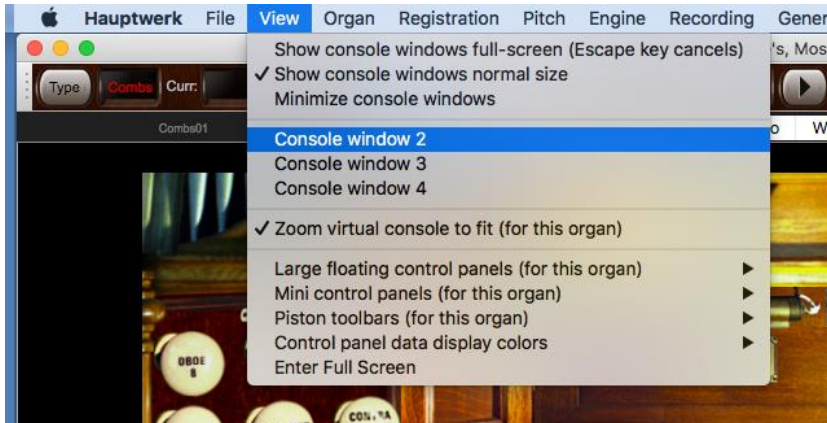 Hauptwerk File View Organ Registration Pitch Engine Recording Gener
Show console windows full-screen (Escape key cancels)
's, Mos
✓ Show console windows normal size
Type Combs Curr:
Minimize console windows
Combs01
Console window 2
o W
Console window 3
Console window 4
✓ Zoom virtual console to fit (for this organ)
Large floating control panels (for this organ)
Mini control panels (for this organ)
Piston toolbars (for this organ)
Control panel data display colors
Enter Full Screen
OBOE
8
CONTRA